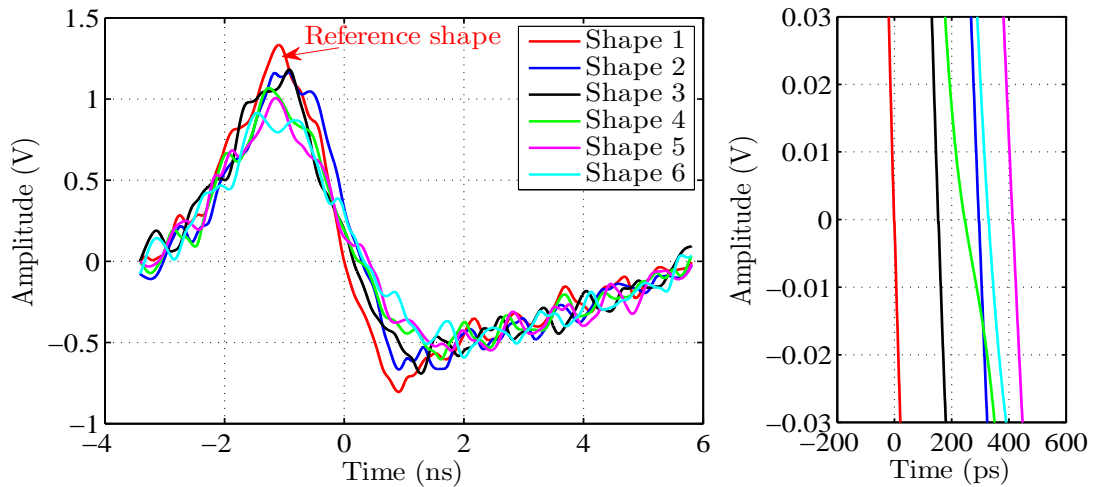 1.5
1
0.5
0
−0.5
−1
−4
−2
0
2
4
6
Amplitude (V)
Time (ns)
Reference shape
Shape 1
Shape 2
Shape 3
Shape 4
Shape 5
Shape 6
0.03
0.02
0.01
0
−0.01
−0.02
−0.03
−200
0
200
400
600
Amplitude (V)
Time (ps)